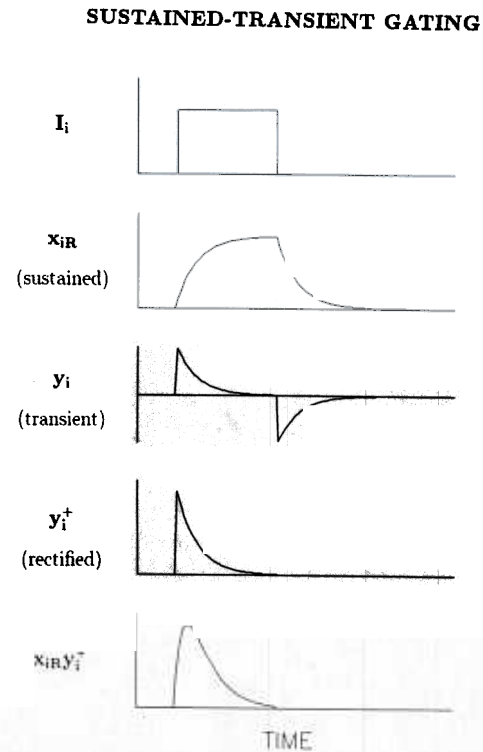 SUSTAINED-TRANSIENT GATING
Iᵢ
xᵢR
(sustained)
yᵢ
(transient)
yᵢ⁺
(rectified)
xᵢRyᵢ⁺
TIME